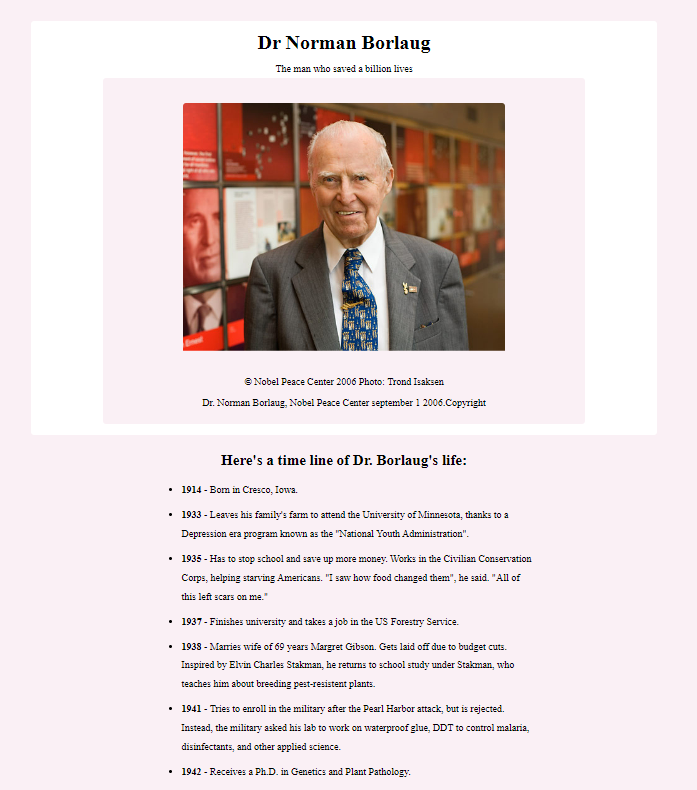 Dr Norman Borlaug
The man who saved a billion lives
© Nobel Peace Center 2006 Photo: Trond Isaksen
Dr. Norman Borlaug, Nobel Peace Center september 1 2006.Copyright
Here's a time line of Dr. Borlaug's life:
1914 - Born in Cresco, Iowa.
1933 - Leaves his family's farm to attend the University of Minnesota, thanks to a
Depression era program known as the "National Youth Administration".
1935 - Has to stop school and save up more money. Works in the Civilian Conservation
Corps, helping starving Americans. "I saw how food changed them", he said. "All of
this left scars on me."
1937 - Finishes university and takes a job in the US Forestry Service.
1938 - Marries wife of 69 years Margret Gibson. Gets laid off due to budget cuts.
Inspired by Elvin Charles Stakman, he returns to school study under Stakman, who
teaches him about breeding pest-resistent plants.
1941 - Tries to enroll in the military after the Pearl Harbor attack, but is rejected.
Instead, the military asked his lab to work on waterproof glue, DDT to control malaria,
disinfectants, and other applied science.
1942 - Receives a Ph.D. in Genetics and Plant Pathology.